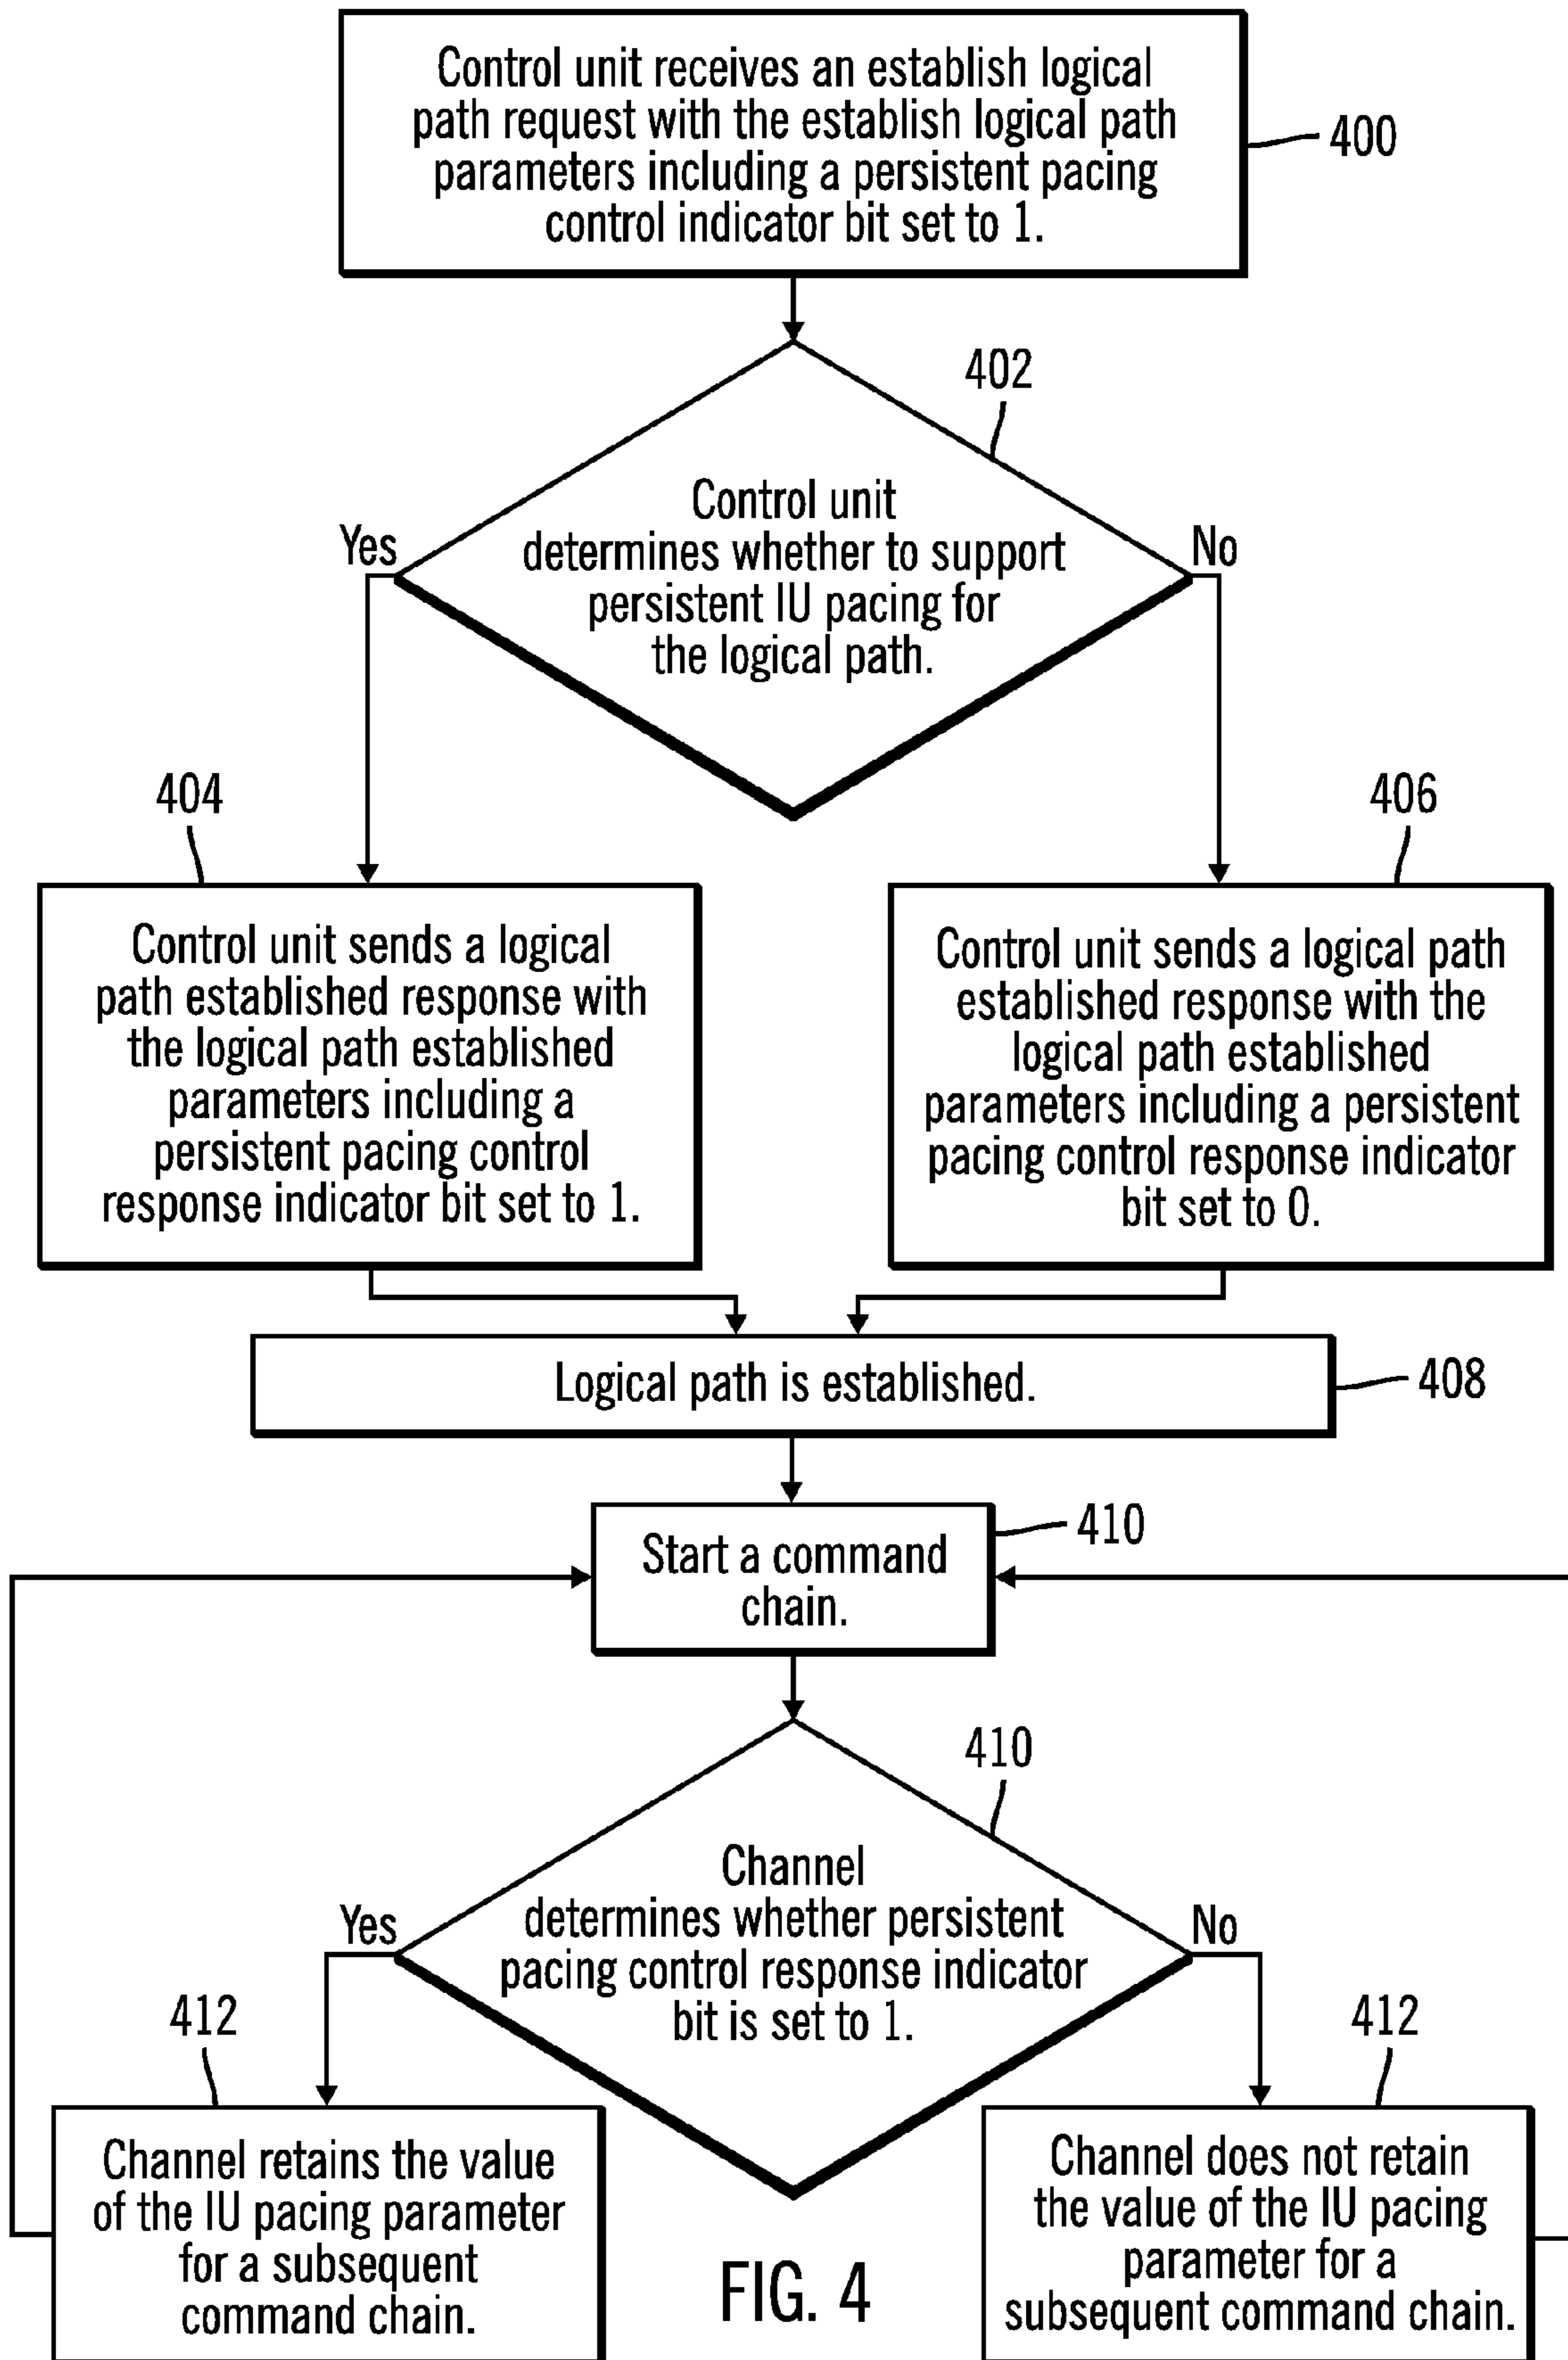 Control unit receives an establish logical
path request with the establish logical path
parameters including a persistent pacing
control indicator bit set to 1.
400
402
Control unit
determines whether to support
persistent IU pacing for
the logical path.
Yes
No
404
406
Control unit sends a logical
path established response with
the logical path established
parameters including a
persistent pacing control
response indicator bit set to 1.
Control unit sends a logical path
established response with the
logical path established
parameters including a persistent
pacing control response indicator
bit set to 0.
Logical path is established.
408
Start a command
chain.
410
410
Channel
determines whether persistent
pacing control response indicator
bit is set to 1.
Yes
No
412
412
Channel retains the value
of the IU pacing parameter
for a subsequent
command chain.
Channel does not retain
the value of the IU pacing
parameter for a
subsequent command chain.
FIG. 4